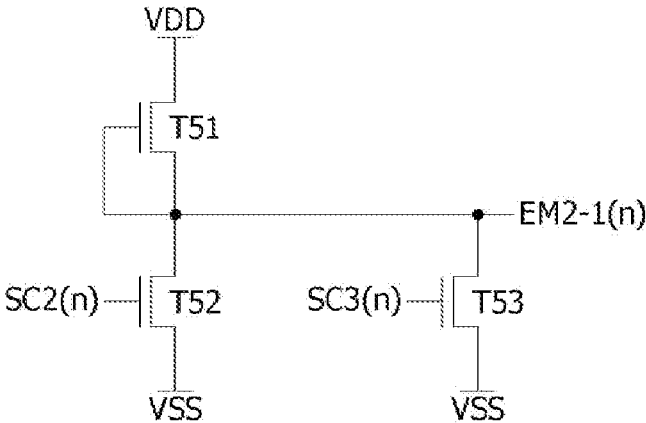 VDD
T51
EM2-1(n)
SC2(n)
T52
SC3(n)
T53
VSS
VSS